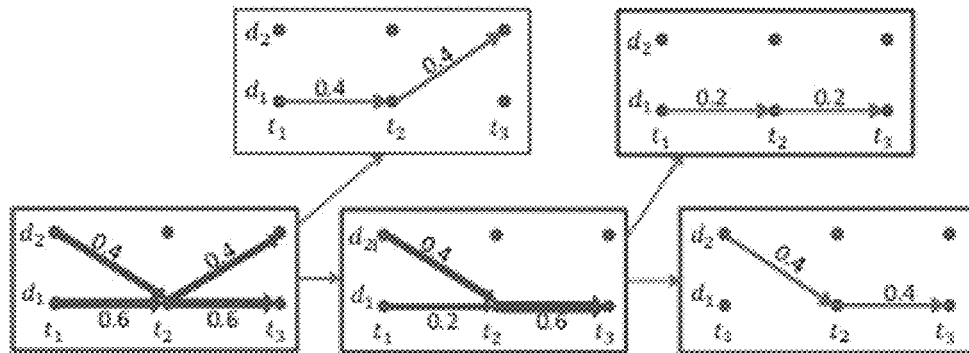 d₂
0.4
0.4
d₁
t₁ t₂ t₃
d₂
0.2 0.2
d₁
t₁ t₂ t₃
d₂
0.4 0.4
d₁
0.6 0.6
t₁ t₂ t₃
d₂
0.4
d₁
0.2 0.6
t₁ t₂ t₃
d₂
0.4
d₁
0.4
t₃ t₂ t₃